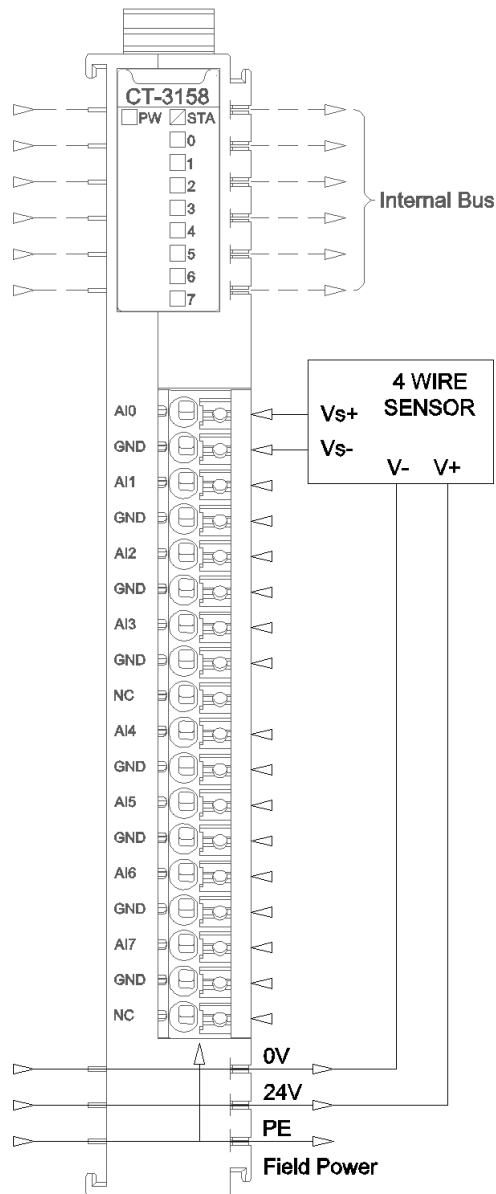 CT-3158
PW STA
0
1
2
3
4
5
6
7
Internal Bus
4 WIRE
SENSOR
Vs+
Vs-
V- V+
AI0
GND
AI1
GND
AI2
GND
AI3
GND
NC
AI4
GND
AI5
GND
AI6
GND
AI7
GND
NC
0V
24V
PE
Field Power